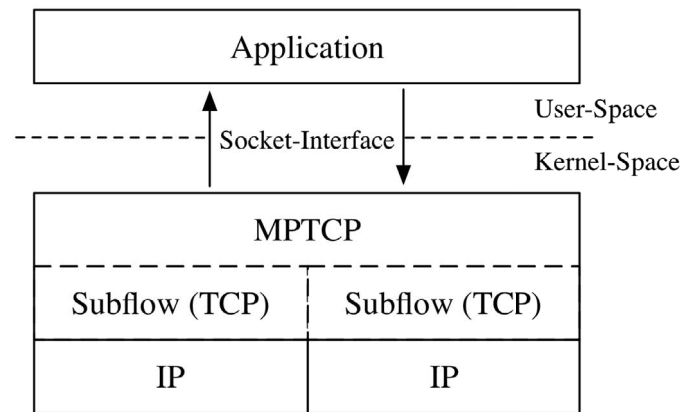 Application
User-Space
Socket-Interface
Kernel-Space
MPTCP
Subflow (TCP) Subflow (TCP)
IP IP